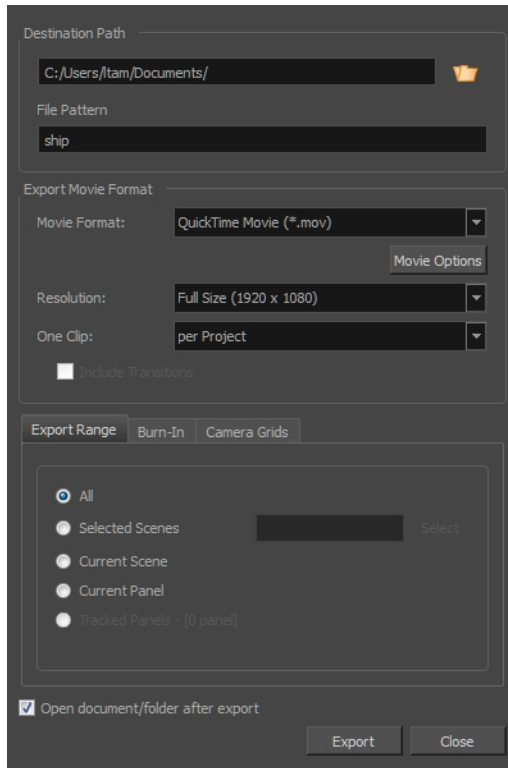 Destination Path
C:/Users/ltam/Documents/
File Pattern
ship
Export Movie Format
Movie Format: QuickTime Movie (*.mov)
Movie Options
Resolution: Full Size (1920 x 1080)
One Clip: per Project
Include Transitions
Export Range Burn-In Camera Grids
All
Selected Scenes Select
Current Scene
Current Panel
Tracked Panels - [0 panel]
Open document/folder after export
Export Close